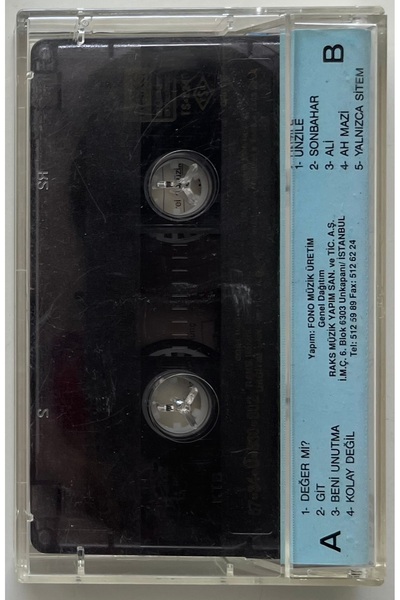 A
1- DEĞER Mİ?
2- GİT
3- BENİ UNUTMA
4- KOLAY DEĞİL
Yapım: FONO MÜZİK ÜRETİM
Genel Dağıtım
RAKS MÜZİK YAPIM SAN. ve TİC. A.Ş.
İ.M.Ç. 6. Blok 6303 Unkapanı/ İSTANBUL
Tel: 512 59 89 Fax: 512 62 24
B
1- ÜNZİLE
2- SONBAHAR
3- ALİ
4- AH MAZİ
5- YALNIZCA SİTEM